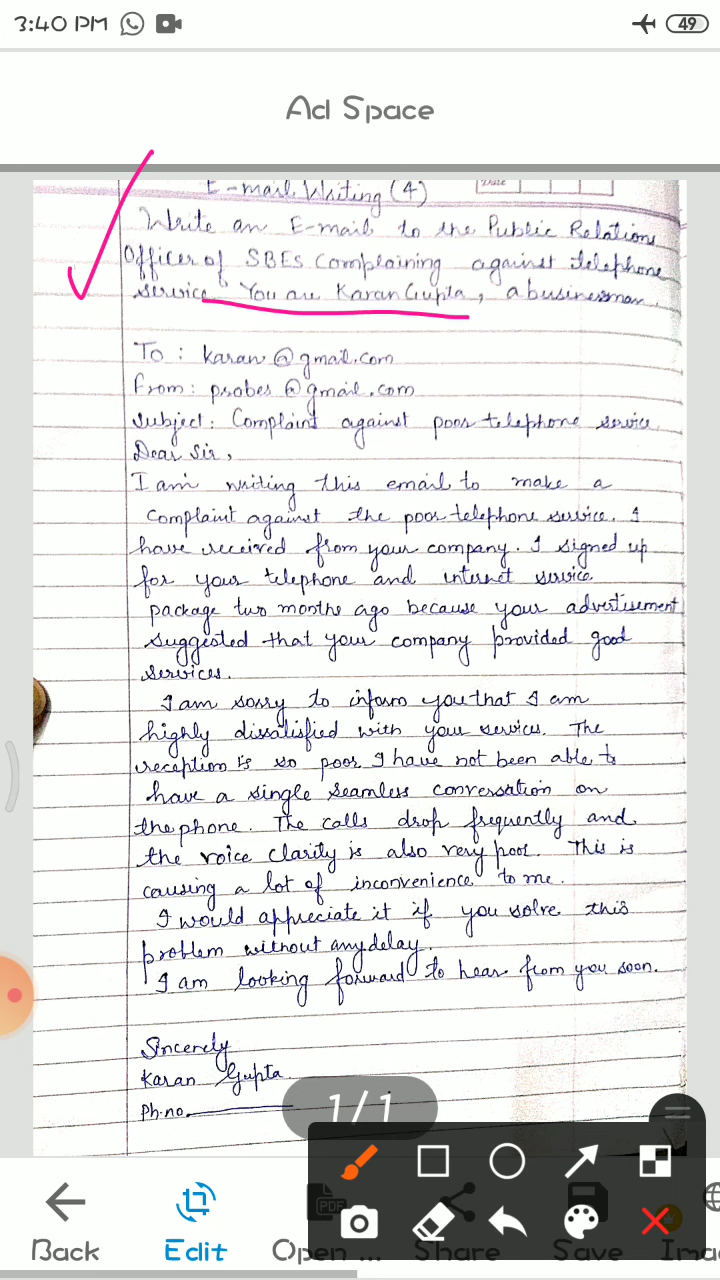 3:40 PM
49
Ad Space
E-mail Writing (4)
Date
Write an E-mail to the Public Relations
Officer of SBES Complaining against telephone
service. You are Karan Gupta, a businessman.
To : karan@gmail.com
From: probes@gmail.com
Subject: Complaint against poor telephone service.
Dear Sir,
I am writing this email to make a
Complaint against the poor telephone service. I
have received from your company. I signed up
for your telephone and internet service
package two months ago because your advertisement
suggested that your company provided good
services.
I am sorry to inform you that I am
highly dissatisfied with your services. The
reception is so poor I have not been able to
have a single seamless conversation on
the phone. The calls drop frequently and
the voice clarity is also very poor. This is
causing a lot of inconvenience to me.
I would appreciate it if you solve this
problem without any delay.
I am looking forward to hear from you soon.
Sincerely
Karan Gupta
Ph.no.
1/1
PDF
Back
Edit
Open ...
Share
Save
Ima